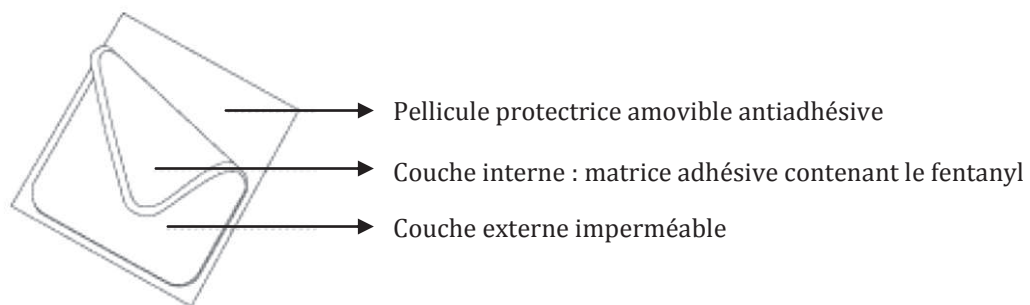 Pellicule protectrice amovible antiadhésive
Couche interne : matrice adhésive contenant le fentanyl
Couche externe imperméable